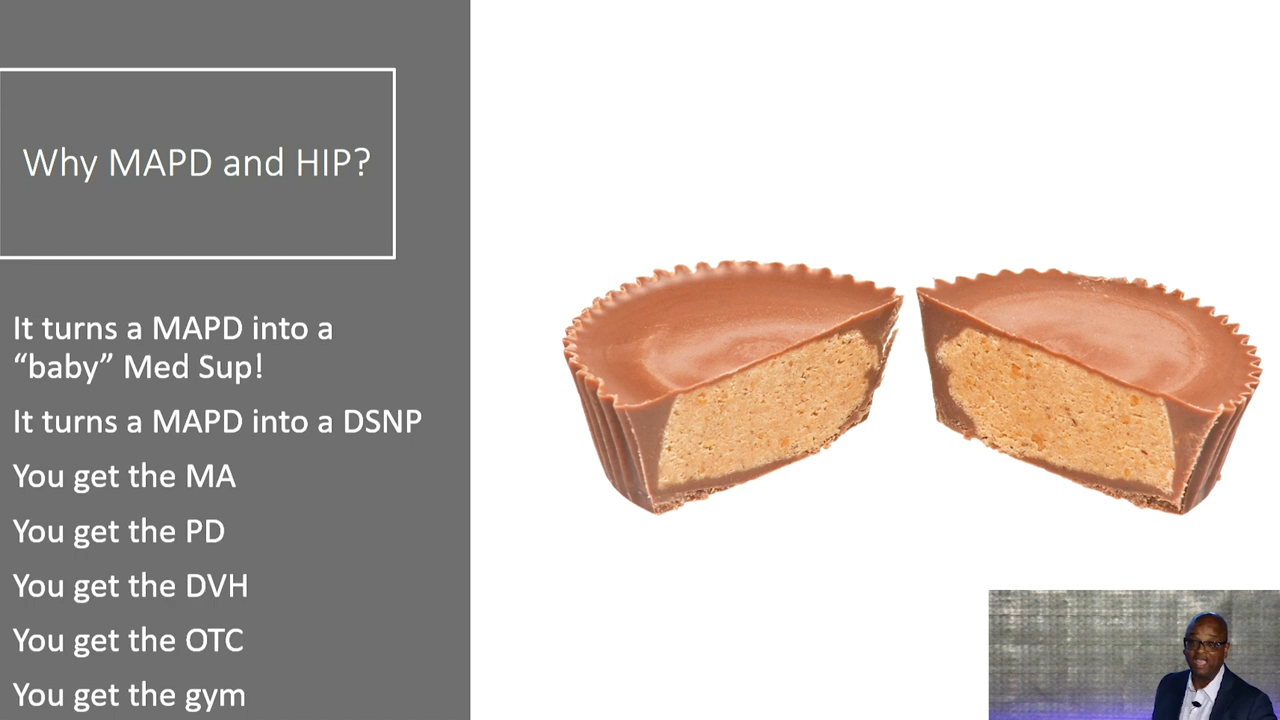 Why MAPD and HIP?
It turns a MAPD into a
“baby” Med Sup!
It turns a MAPD into a DSNP
You get the MA
You get the PD
You get the DVH
You get the OTC
You get the gym